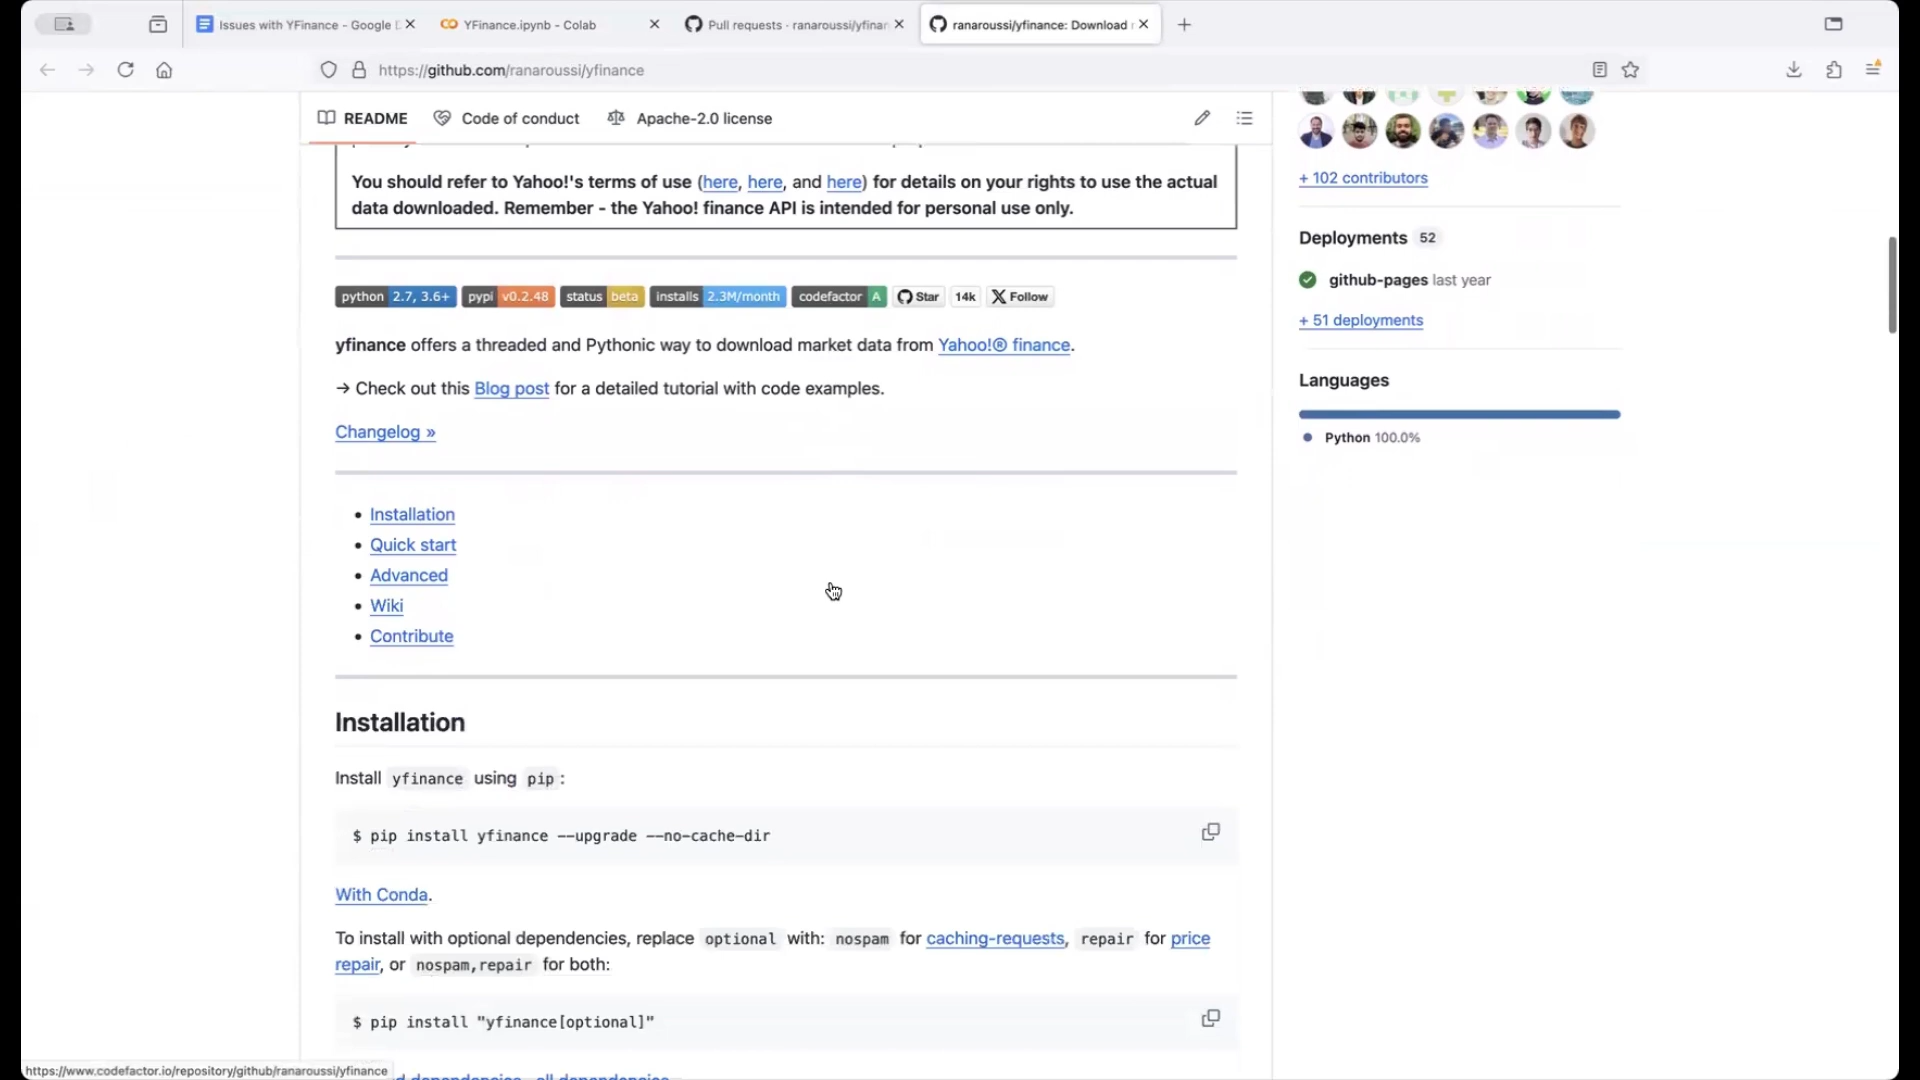 Issues with YFinance - Google D
YFinance.ipynb - Colab
Pull requests · ranaroussi/yfinan
ranaroussi/yfinance: Download
https://github.com/ranaroussi/yfinance
README
Code of conduct
Apache-2.0 license
You should refer to Yahoo!'s terms of use (here, here, and here) for details on your rights to use the actual
data downloaded. Remember - the Yahoo! finance API is intended for personal use only.
python 2.7, 3.6+ pypi v0.2.48 status beta installs 2.3M/month codefactor A Star 14k X Follow
yfinance offers a threaded and Pythonic way to download market data from Yahoo!® finance.
→ Check out this Blog post for a detailed tutorial with code examples.
Changelog »
• Installation
• Quick start
• Advanced
• Wiki
• Contribute
Installation
Install yfinance using pip:
$ pip install yfinance --upgrade --no-cache-dir
With Conda.
To install with optional dependencies, replace optional with: nospam for caching-requests, repair for price
repair, or nospam,repair for both:
$ pip install "yfinance[optional]"
https://www.codefactor.io/repository/github/ranaroussi/yfinance
d dependencies, all dependencies.
+ 102 contributors
Deployments 52
github-pages last year
+ 51 deployments
Languages
Python 100.0%